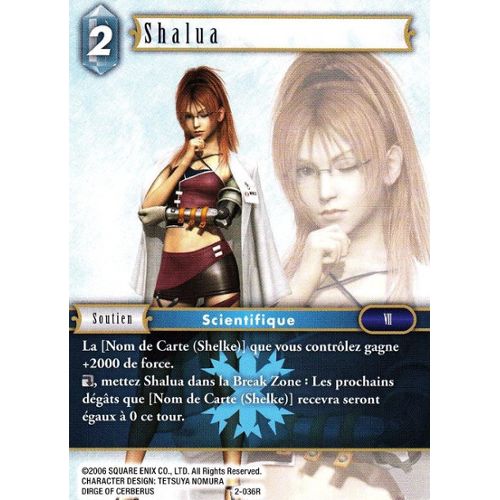 2
Shalua
Soutien
Scientifique
VII
La [Nom de Carte (Shelke)] que vous contrôlez gagne
+2000 de force.
, mettez Shalua dans la Break Zone : Les prochains
dégâts que [Nom de Carte (Shelke)] recevra seront
égaux à 0 ce tour.
©2006 SQUARE ENIX CO., LTD. All Rights Reserved.
CHARACTER DESIGN: TETSUYA NOMURA
DIRGE OF CERBERUS
2-036R